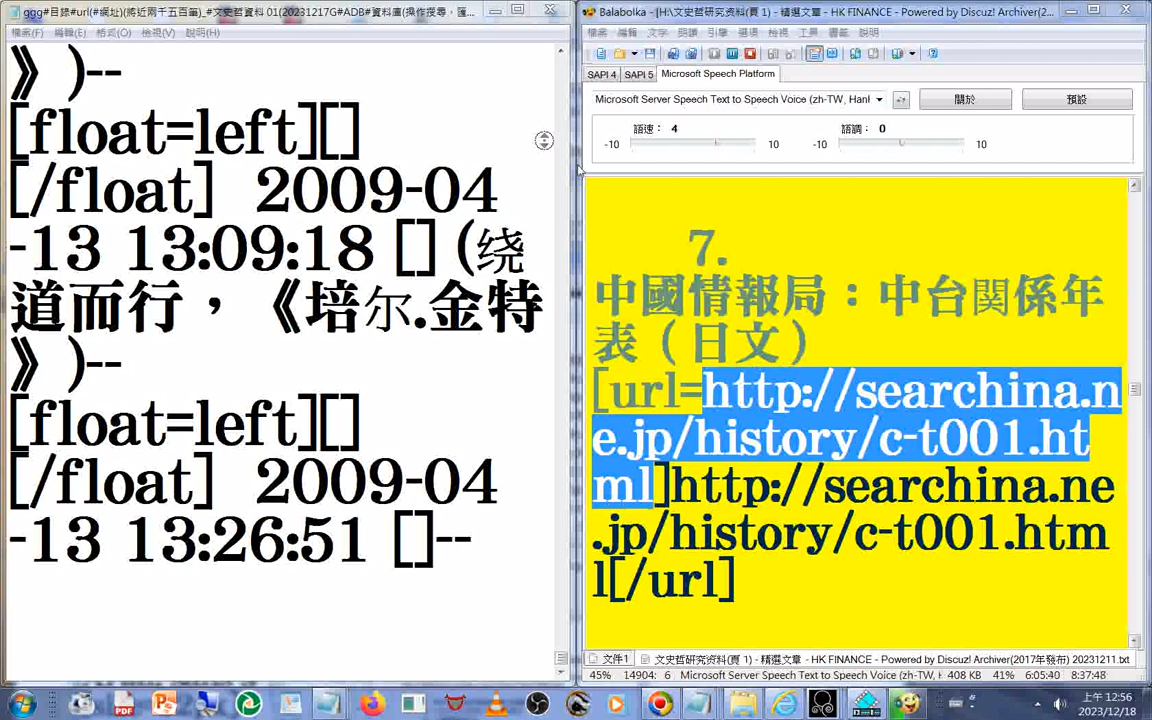 ggg#目錄#url(#網址)(將近兩千五百筆)_#文史哲資料 01(20231217G#ADB#資料庫(操作搜尋，匯...
檔案(F) 編輯(E) 格式(O) 檢視(V) 說明(H)
》)--
[float=left][]
[/float] 2009-04
-13 13:09:18 [] (绕
道而行，《培尔.金特
》)--
[float=left][]
[/float] 2009-04
-13 13:26:51 []--
Balabolka - [H:\文史哲研究资料(頁 1) - 精選文章 - HK FINANCE - Powered by Discuz! Archiver(2...
檔案 編輯 文字 朗讀 引擎 選項 檢視 工具 書籤 說明
SAPI 4 SAPI 5 Microsoft Speech Platform
Microsoft Server Speech Text to Speech Voice (zh-TW, Hanl
關於 預設
語速： 4 語調： 0
-10 10 -10 10
7.
中國情報局：中台関係年
表（日文）
[url=http://searchina.n
e.jp/history/c-t001.ht
ml]http://searchina.ne
.jp/history/c-t001.htm
l[/url]
文件1 文史哲研究资料(頁 1) - 精選文章 - HK FINANCE - Powered by Discuz! Archiver(2017年發布) 20231211.txt
45% 14904: 6 Microsoft Server Speech Text to Speech Voice (zh-TW, 408 KB 41% 6:05:40 8:37:48
上午 12:56
2023/12/18